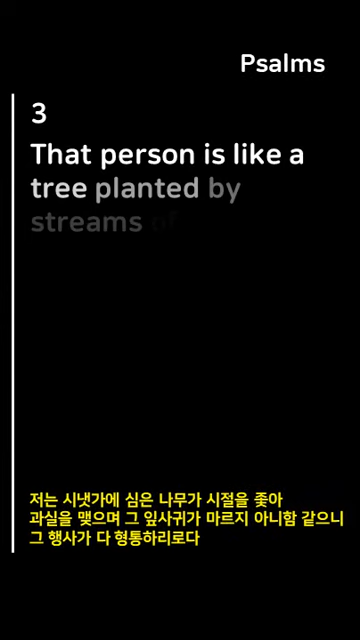 Psalms
3
That person is like a
tree planted by
streams of
저는 시냇가에 심은 나무가 시절을 좇아
과실을 맺으며 그 잎사귀가 마르지 아니함 같으니
그 행사가 다 형통하리로다